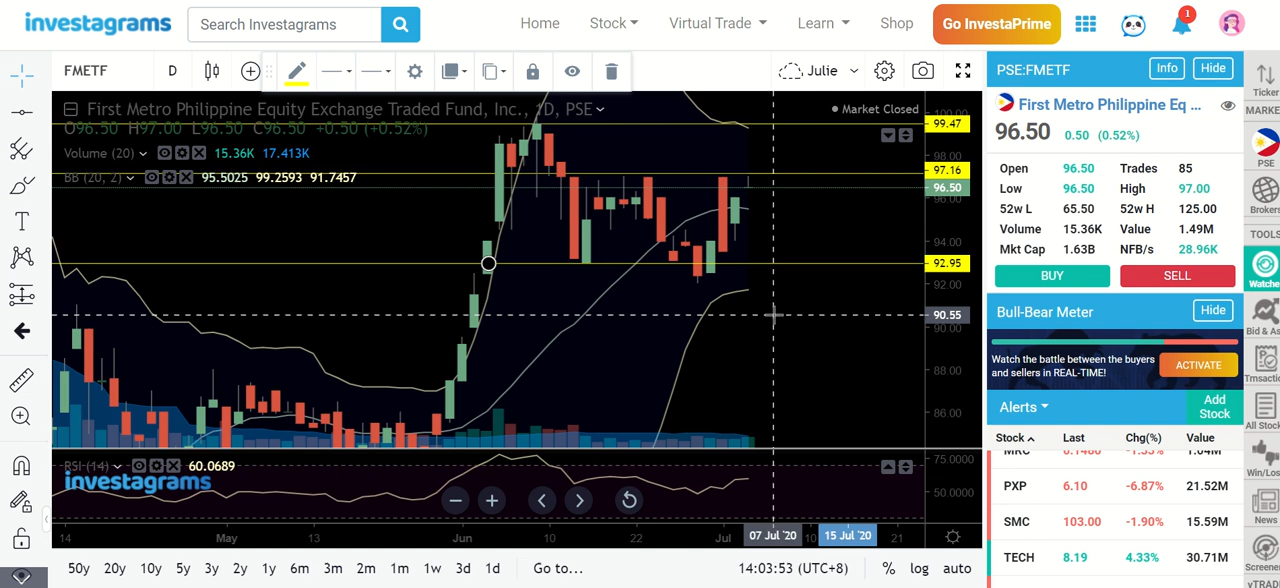 investagrams
Search Investagrams
Home
Stock
Virtual Trade
Learn
Shop
Go InvestaPrime
1
FMETF
D
Julie
First Metro Philippine Equity Exchange Traded Fund, Inc., 1D, PSE
O96.50 H97.00 L96.50 C96.50 +0.50 (+0.52%)
Volume (20) 15.36K 17.413K
BB (20, 2) 95.5025 99.2593 91.7457
Market Closed
100.00
99.47
98.00
97.16
96.50
96.00
94.00
92.95
92.00
90.55
90.00
88.00
86.00
RSI (14) 60.0689
investagrams
75.0000
50.0000
14
May
13
Jun
10
22
Jul
07 Jul '20
10
15 Jul '20
21
50y 20y 10y 5y 3y 2y 1y 6m 3m 2m 1m 1w 3d 1d Go to...
14:03:53 (UTC+8)
% log auto
PSE:FMETF
Info
Hide
First Metro Philippine Eq ...
96.50 0.50 (0.52%)
Open 96.50 Trades 85
Low 96.50 High 97.00
52w L 65.50 52w H 125.00
Volume 15.36K Value 1.49M
Mkt Cap 1.63B NFB/s 28.96K
BUY
SELL
Bull-Bear Meter
Hide
Watch the battle between the buyers
and sellers in REAL-TIME!
ACTIVATE
Alerts
Add
Stock
Stock Last Chg(%) Value
PXP 6.10 -6.87% 21.52M
SMC 103.00 -1.90% 15.59M
TECH 8.19 4.33% 30.71M
Ticker
MARKE
PSE
Brokers
TOOLS
Watche
Bid & As
Trnsactio
All Stock
Win/Los
News
Screene